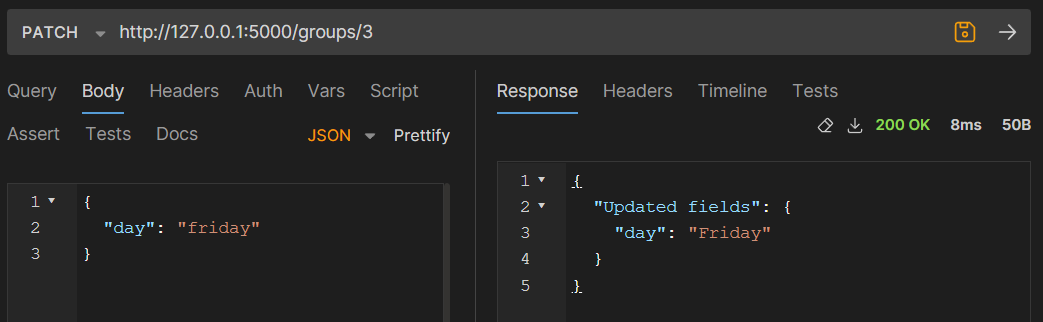 PATCH http://127.0.0.1:5000/groups/3
Query Body Headers Auth Vars Script
Assert Tests Docs JSON Prettify
1 {
2 "day": "friday"
3 }
Response Headers Timeline Tests
200 OK 8ms 50B
1 {
2 "Updated fields": {
3 "day": "Friday"
4 }
5 }